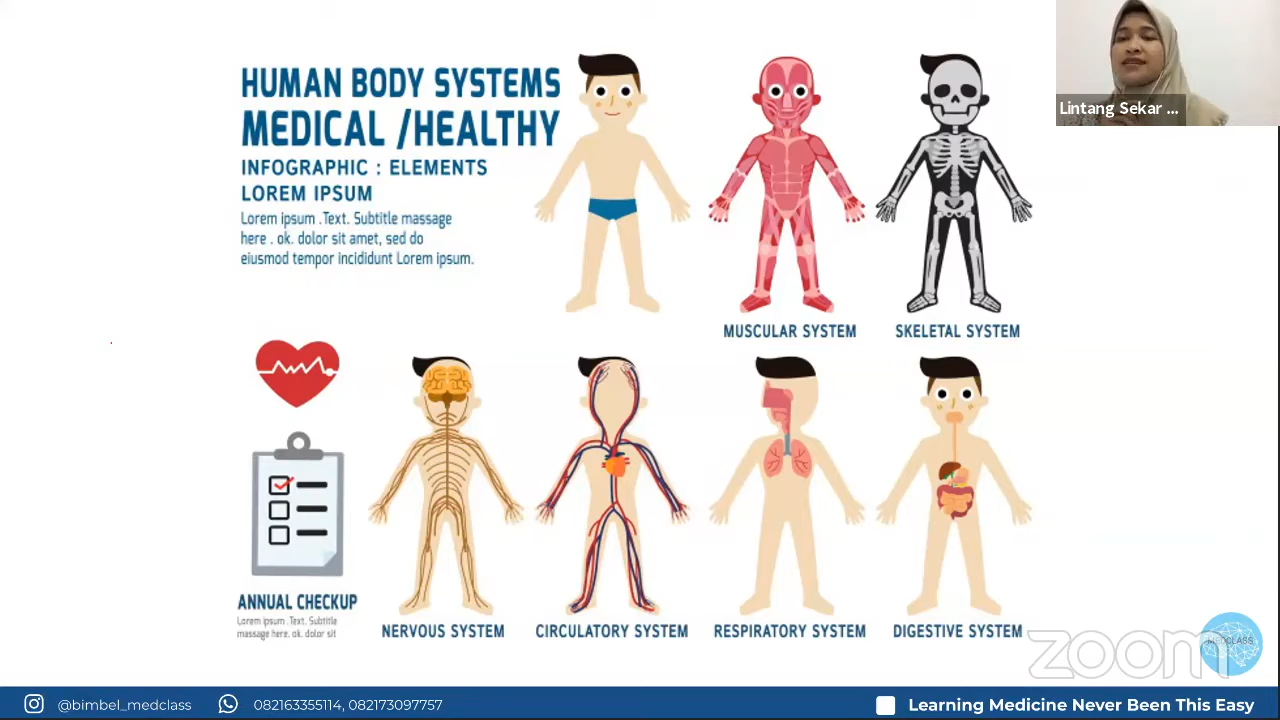 HUMAN BODY SYSTEMS
MEDICAL /HEALTHY
INFOGRAPHIC : ELEMENTS
LOREM IPSUM
Lorem ipsum .Text. Subtitle massage
here . ok. dolor sit amet, sed do
eiusmod tempor incididunt Lorem ipsum.
Lintang Sekar ...
MUSCULAR SYSTEM
SKELETAL SYSTEM
ANNUAL CHECKUP
Lorem ipsum .Text. Subtitle
massage here. ok. dolor sit
NERVOUS SYSTEM
CIRCULATORY SYSTEM
RESPIRATORY SYSTEM
DIGESTIVE SYSTEM
zoom
MEDCLASS
@bimbel_medclass
082163355114, 082173097757
Learning Medicine Never Been This Easy